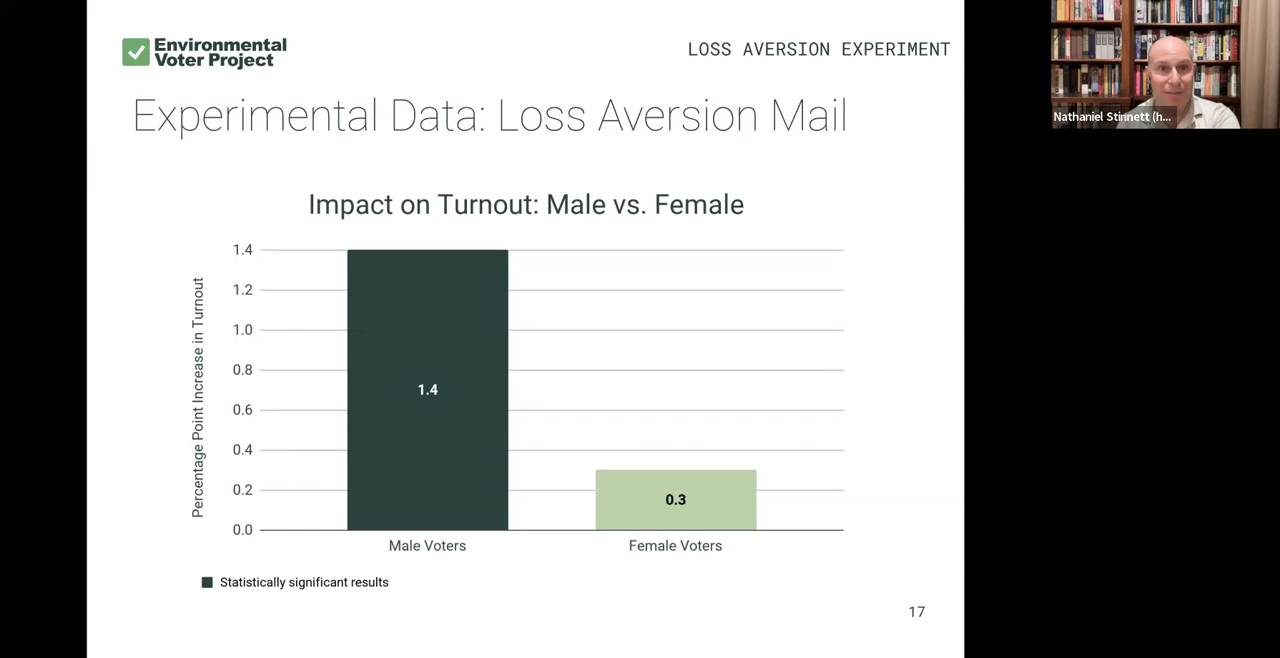 Environmental
Voter Project
LOSS AVERSION EXPERIMENT
Experimental Data: Loss Aversion Mail
Impact on Turnout: Male vs. Female
Percentage Point Increase in Turnout
1.4
1.2
1.0
0.8
0.6
0.4
0.2
0.0
1.4
0.3
Male Voters
Female Voters
Statistically significant results
17
Nathaniel Stinnett (h...